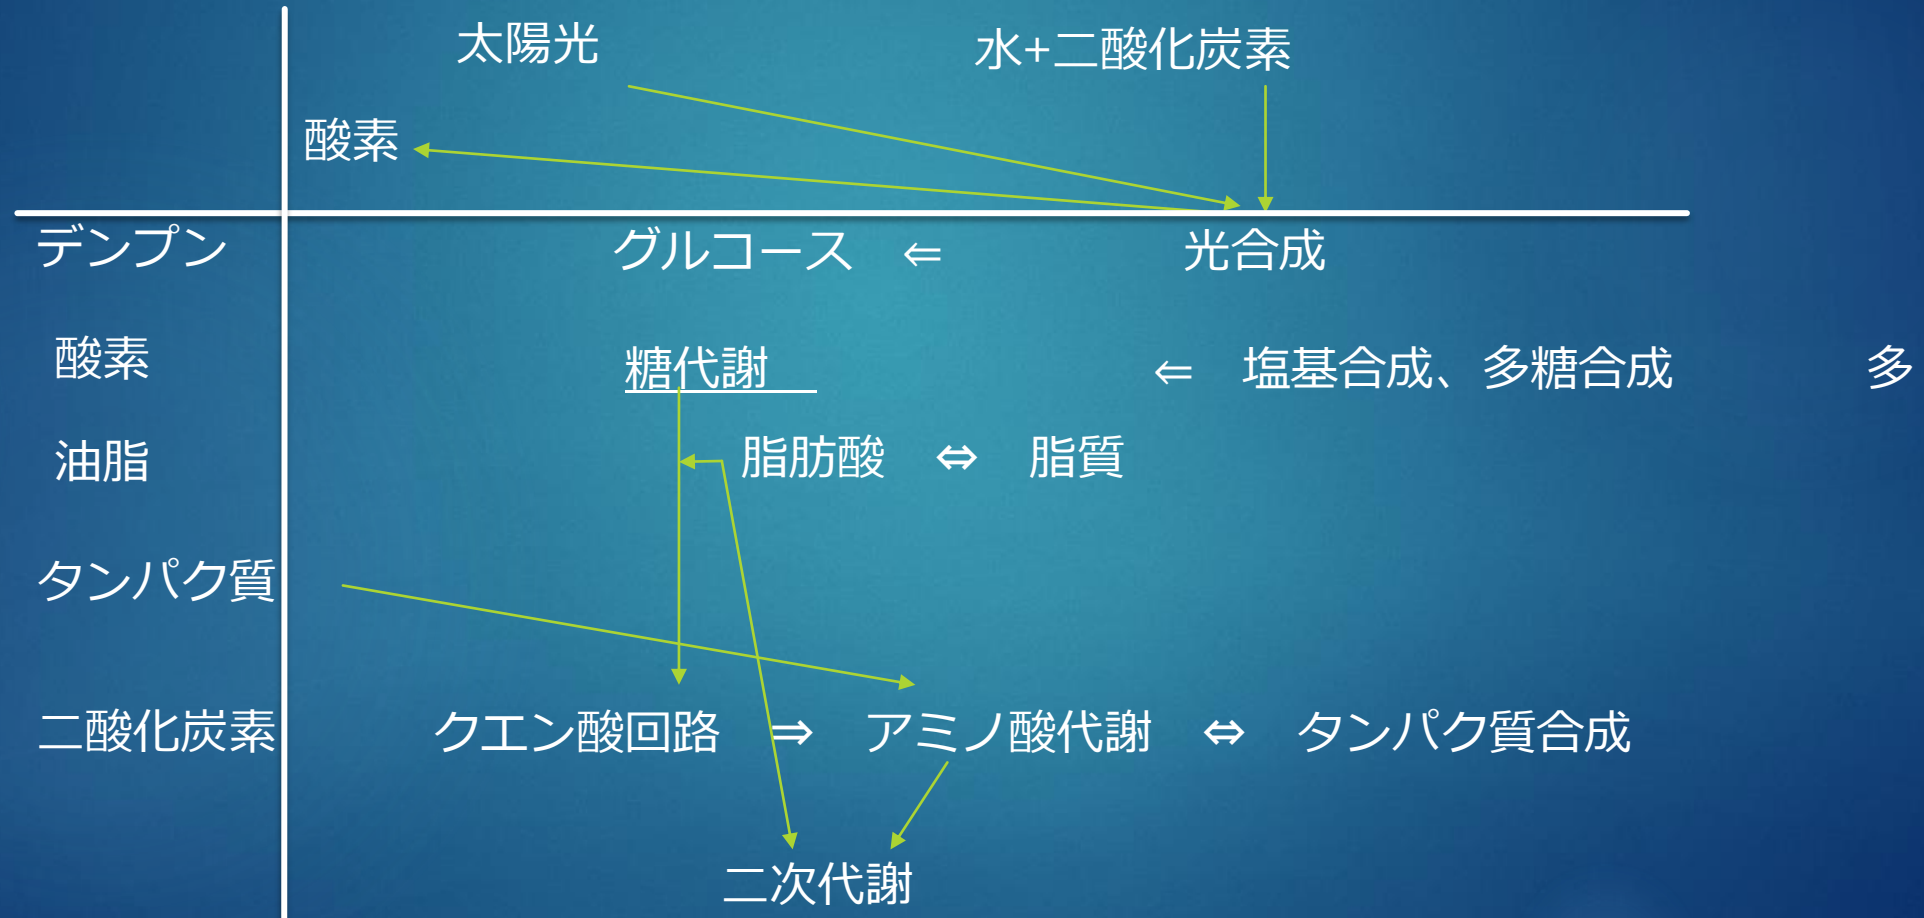 太陽光 水+二酸化炭素
酸素
デンプン グルコース ⇐ 光合成
酸素 糖代謝 ⇐ 塩基合成、多糖合成 多
油脂 脂肪酸 ⇔ 脂質
タンパク質
二酸化炭素 クエン酸回路 ⇒ アミノ酸代謝 ⇔ タンパク質合成
二次代謝